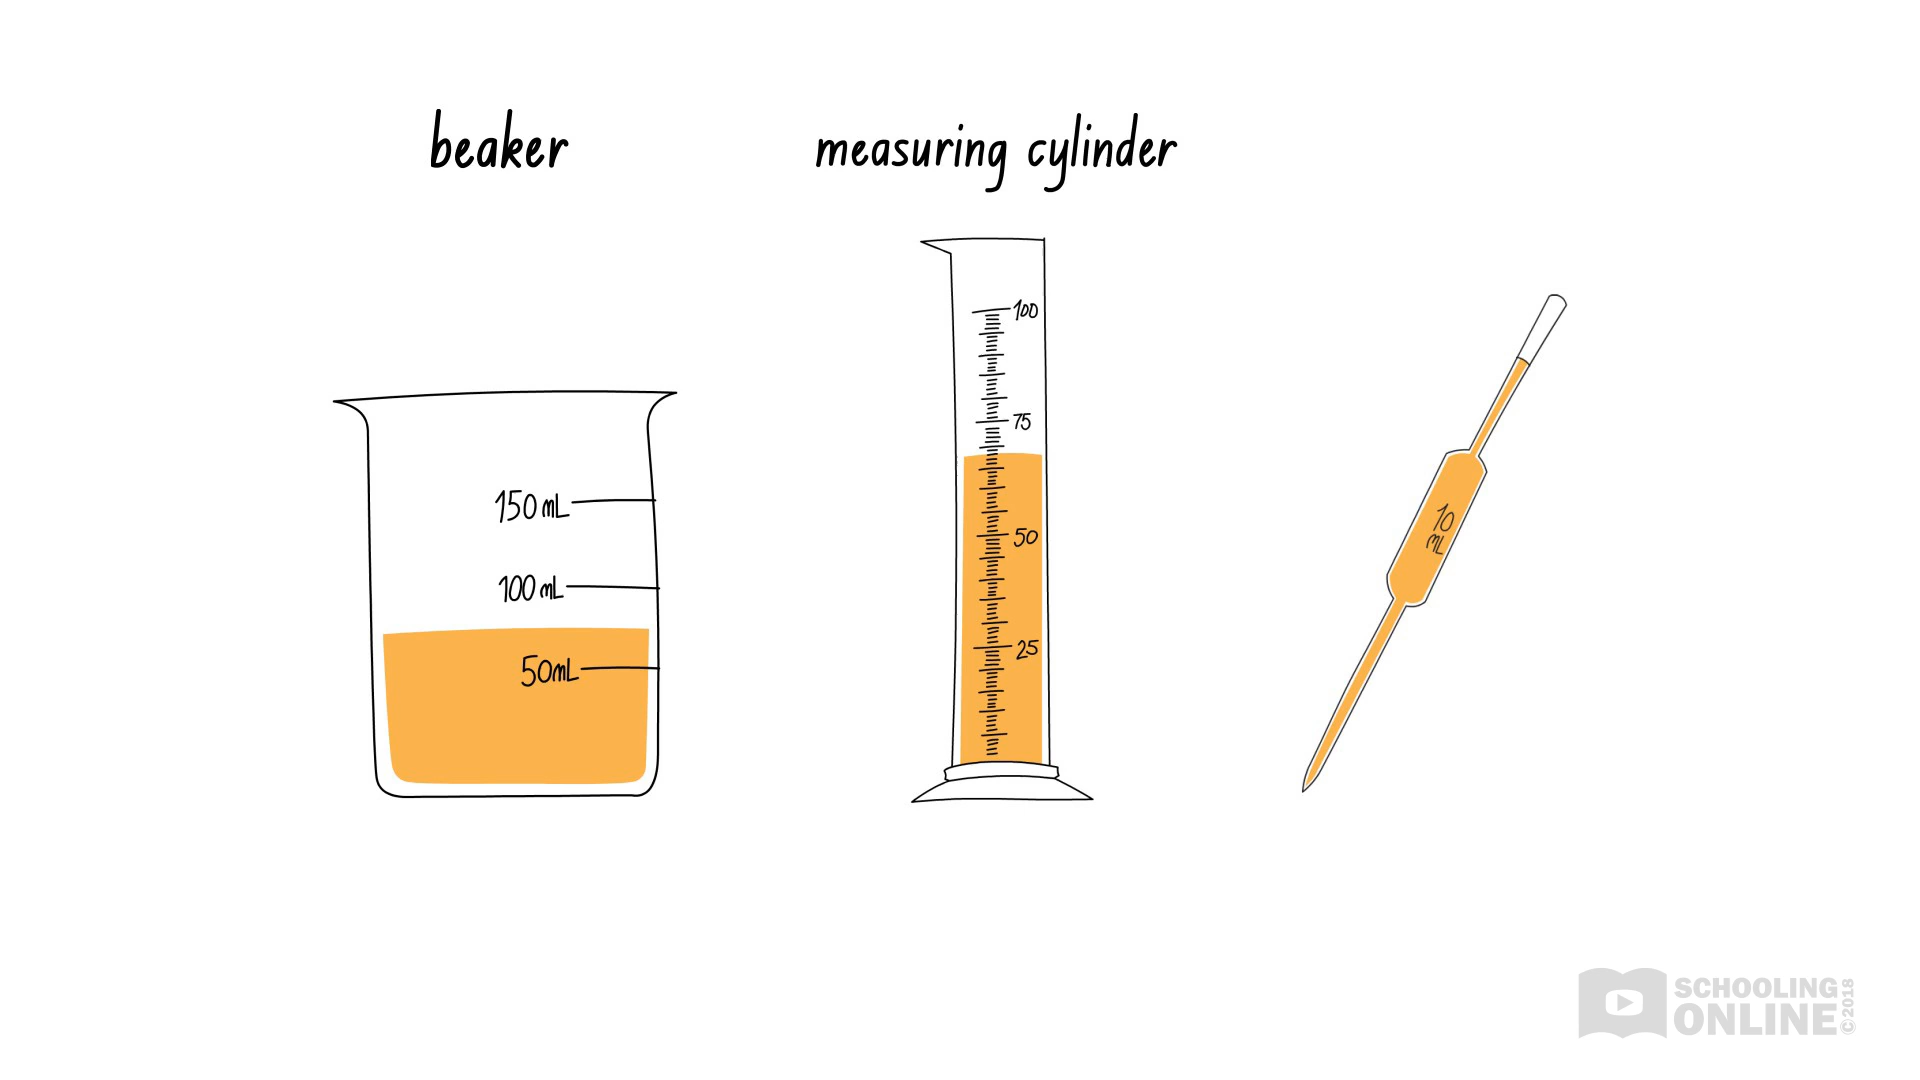 beaker
measuring cylinder
150 mL
100 mL
50mL
100
75
50
25
10
mL
SCHOOLING
ONLINE
©2018